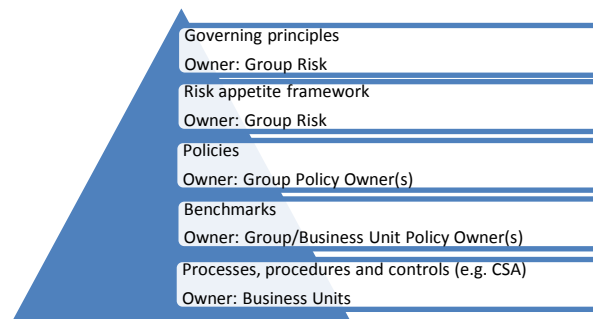 Governing principles
Owner: Group Risk
Risk appetite framework
Owner: Group Risk
Policies
Owner: Group Policy Owner(s)
Benchmarks
Owner: Group/Business Unit Policy Owner(s)
Processes, procedures and controls (e.g. CSA)
Owner: Business Units